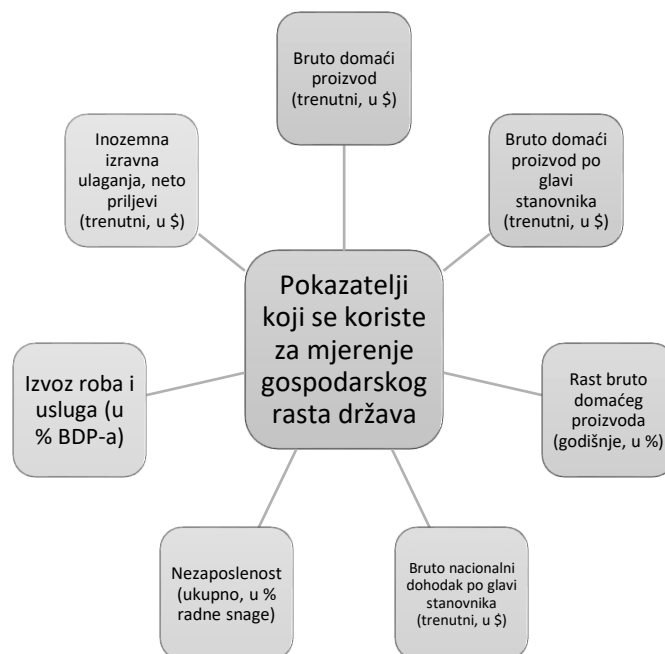 Bruto domaći
proizvod
(trenutni, u $)
Inozemna
izravna
ulaganja, neto
priljevi
(trenutni, u $)
Bruto domaći
proizvod po
glavi
stanovnika
(trenutni, u $)
Pokazatelji
koji se koriste
za mjerenje
gospodarskog
rasta država
Izvoz roba i
usluga (u
% BDP-a)
Rast bruto
domaćeg
proizvoda
(godišnje, u %)
Nezaposlenost
(ukupno, u %
radne snage)
Bruto nacionalni
dohodak po glavi
stanovnika
(trenutni, u $)